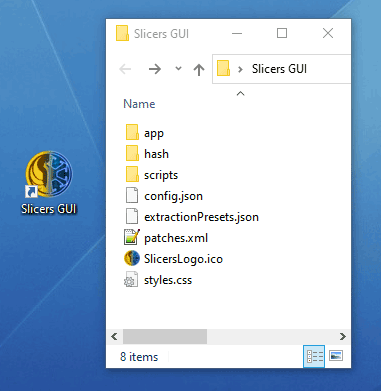 Slicers GUI
Slicers GUI
Slicers GUI
Name
app
hash
scripts
config.json
extractionPresets.json
patches.xml
SlicersLogo.ico
styles.css
8 items